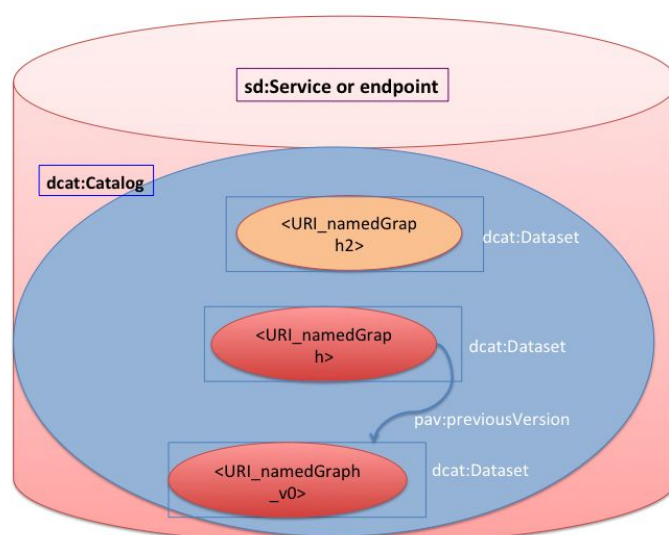 sd:Service or endpoint
dcat:Catalog
<URI_namedGrap
h2>
dcat:Dataset
<URI_namedGrap
h>
dcat:Dataset
pav:previousVersion
<URI_namedGraph
_v0>
dcat:Dataset